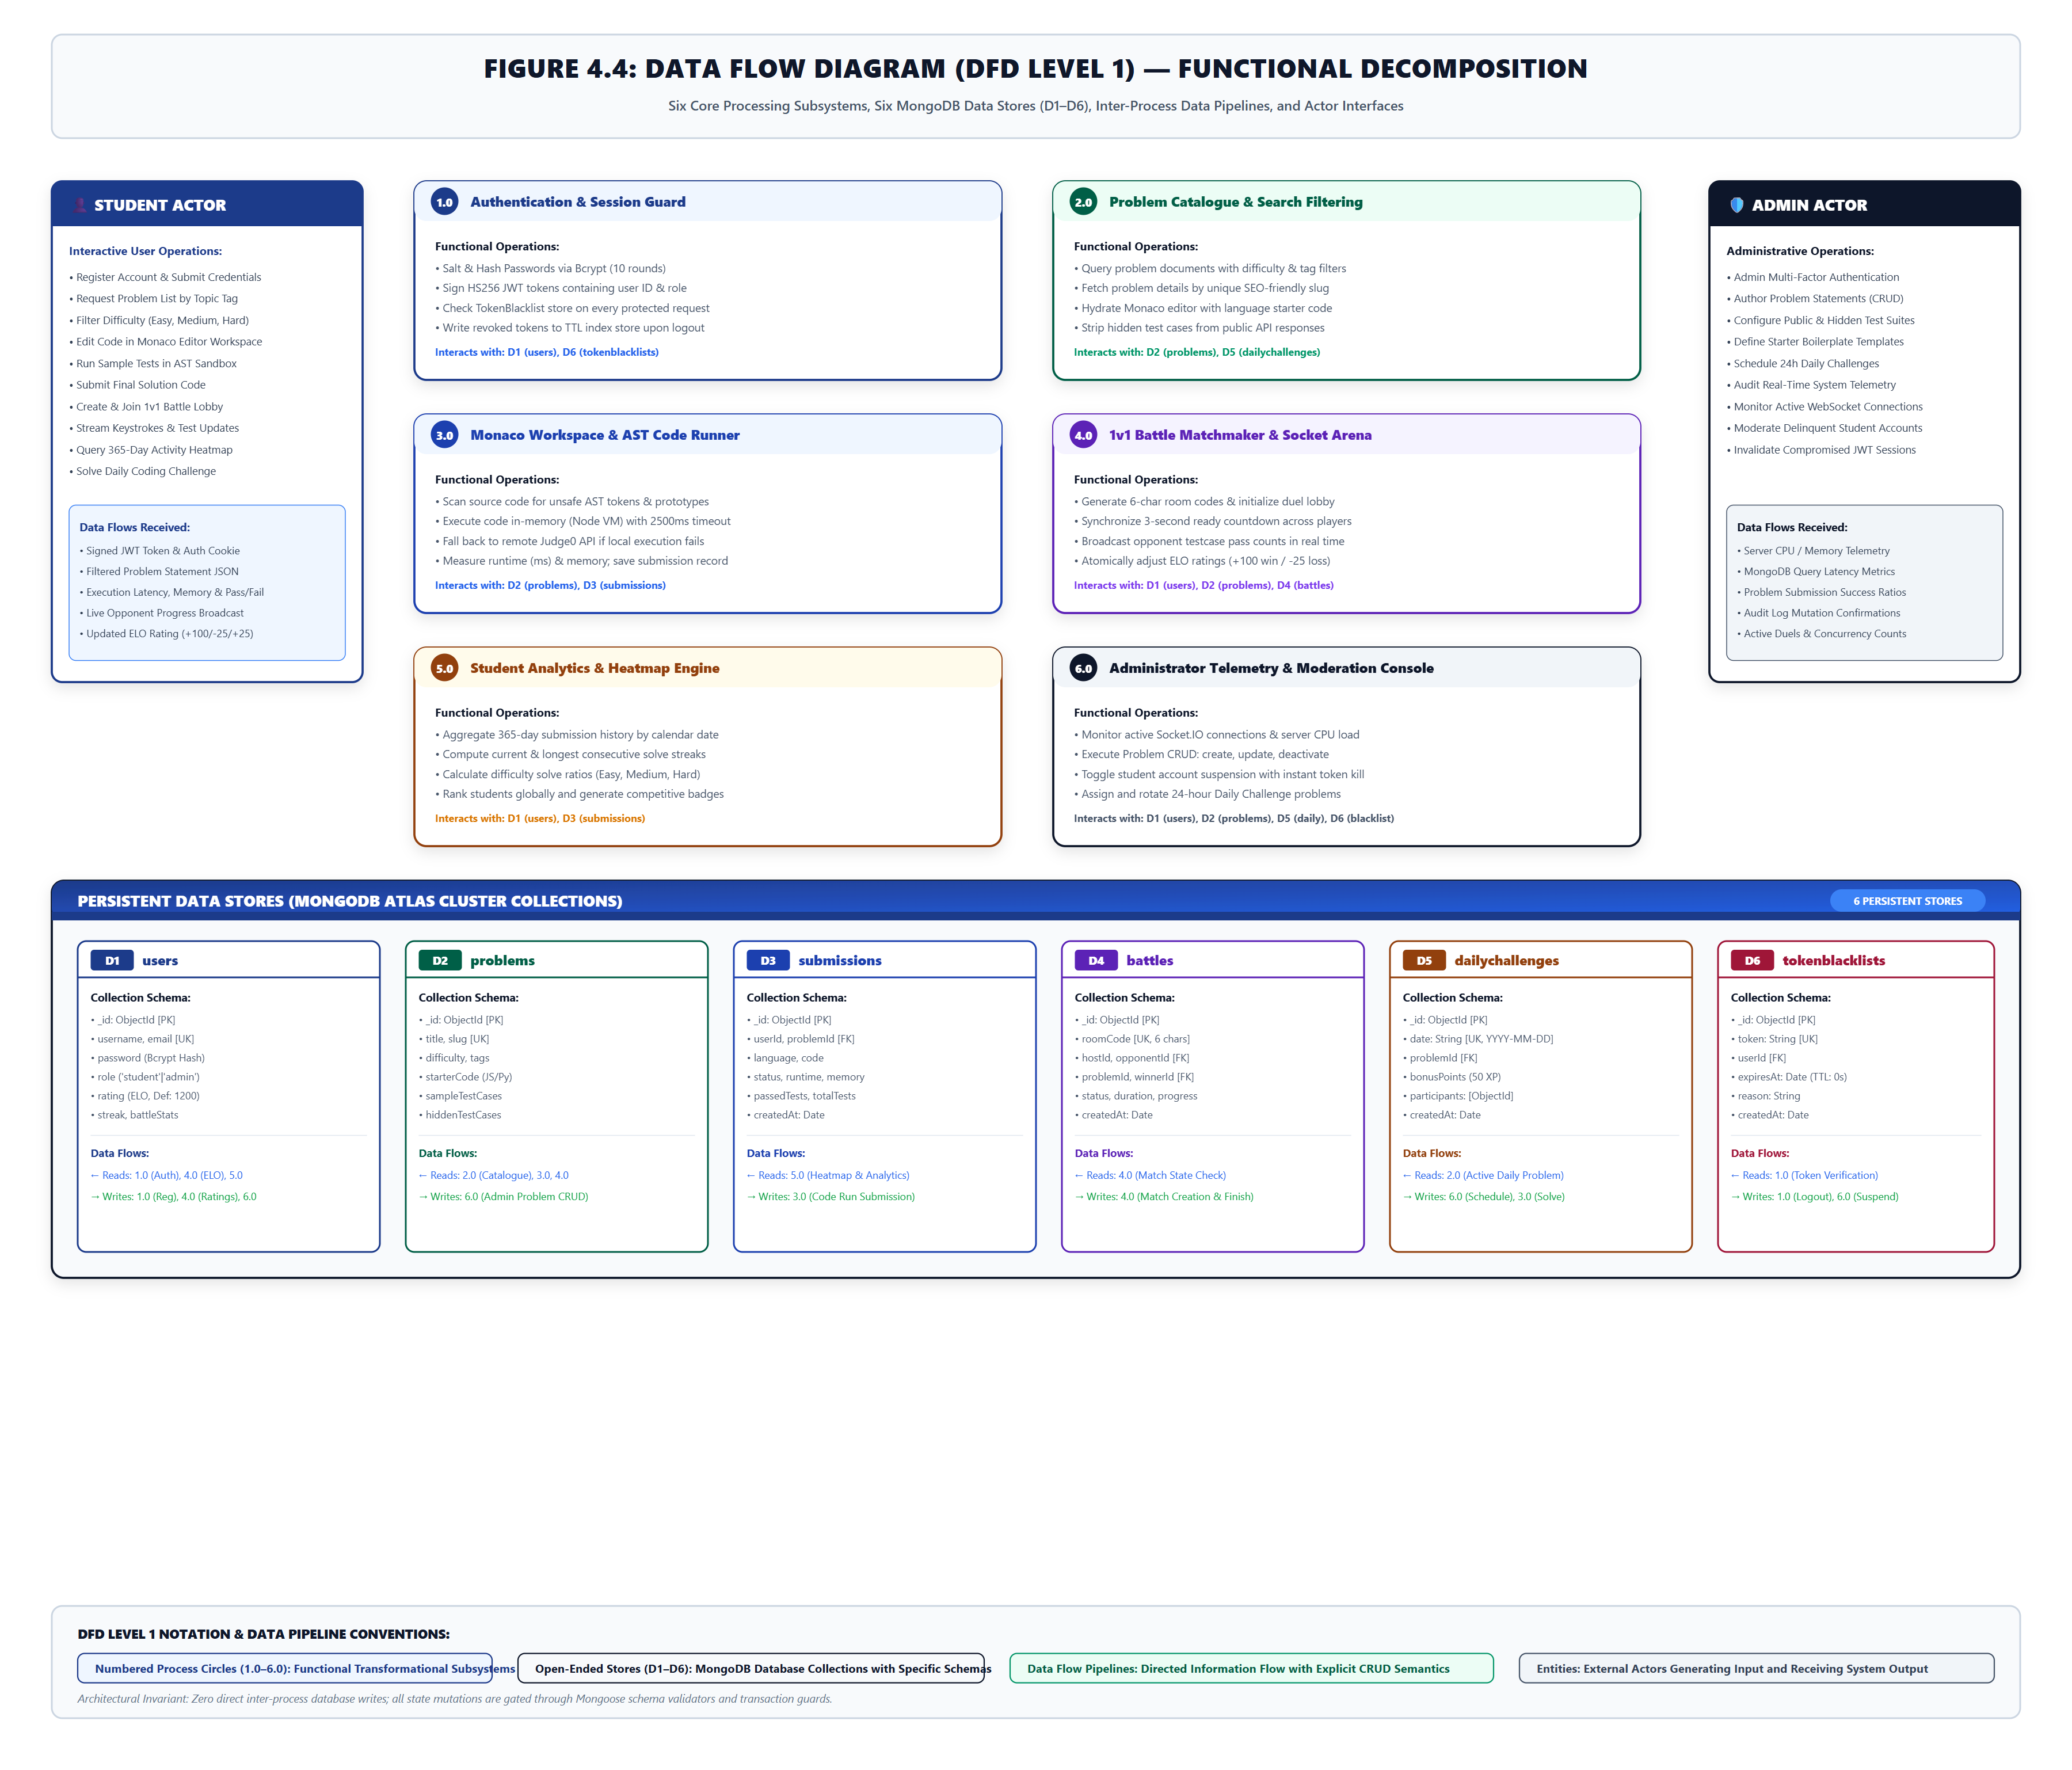 FIGURE 4.4: DATA FLOW DIAGRAM (DFD LEVEL 1) — FUNCTIONAL DECOMPOSITION
Six Core Processing Subsystems, Six MongoDB Data Stores (D1–D6), Inter-Process Data Pipelines, and Actor Interfaces
STUDENT ACTOR
Interactive User Operations:
• Register Account & Submit Credentials
• Request Problem List by Topic Tag
• Filter Difficulty (Easy, Medium, Hard)
• Edit Code in Monaco Editor Workspace
• Run Sample Tests in AST Sandbox
• Submit Final Solution Code
• Create & Join 1v1 Battle Lobby
• Stream Keystrokes & Test Updates
• Query 365-Day Activity Heatmap
• Solve Daily Coding Challenge
Data Flows Received:
• Signed JWT Token & Auth Cookie
• Filtered Problem Statement JSON
• Execution Latency, Memory & Pass/Fail
• Live Opponent Progress Broadcast
• Updated ELO Rating (+100/-25/+25)
1.0 Authentication & Session Guard
Functional Operations:
• Salt & Hash Passwords via Bcrypt (10 rounds)
• Sign HS256 JWT tokens containing user ID & role
• Check TokenBlacklist store on every protected request
• Write revoked tokens to TTL index store upon logout
Interacts with: D1 (users), D6 (tokenblacklists)
2.0 Problem Catalogue & Search Filtering
Functional Operations:
• Query problem documents with difficulty & tag filters
• Fetch problem details by unique SEO-friendly slug
• Hydrate Monaco editor with language starter code
• Strip hidden test cases from public API responses
Interacts with: D2 (problems), D5 (dailychallenges)
3.0 Monaco Workspace & AST Code Runner
Functional Operations:
• Scan source code for unsafe AST tokens & prototypes
• Execute code in-memory (Node VM) with 2500ms timeout
• Fall back to remote Judge0 API if local execution fails
• Measure runtime (ms) & memory; save submission record
Interacts with: D2 (problems), D3 (submissions)
4.0 1v1 Battle Matchmaker & Socket Arena
Functional Operations:
• Generate 6-char room codes & initialize duel lobby
• Synchronize 3-second ready countdown across players
• Broadcast opponent testcase pass counts in real time
• Atomically adjust ELO ratings (+100 win / -25 loss)
Interacts with: D1 (users), D2 (problems), D4 (battles)
5.0 Student Analytics & Heatmap Engine
Functional Operations:
• Aggregate 365-day submission history by calendar date
• Compute current & longest consecutive solve streaks
• Calculate difficulty solve ratios (Easy, Medium, Hard)
• Rank students globally and generate competitive badges
Interacts with: D1 (users), D3 (submissions)
6.0 Administrator Telemetry & Moderation Console
Functional Operations:
• Monitor active Socket.IO connections & server CPU load
• Execute Problem CRUD: create, update, deactivate
• Toggle student account suspension with instant token kill
• Assign and rotate 24-hour Daily Challenge problems
Interacts with: D1 (users), D2 (problems), D5 (daily), D6 (blacklist)
ADMIN ACTOR
Administrative Operations:
• Admin Multi-Factor Authentication
• Author Problem Statements (CRUD)
• Configure Public & Hidden Test Suites
• Define Starter Boilerplate Templates
• Schedule 24h Daily Challenges
• Audit Real-Time System Telemetry
• Monitor Active WebSocket Connections
• Moderate Delinquent Student Accounts
• Invalidate Compromised JWT Sessions
Data Flows Received:
• Server CPU / Memory Telemetry
• MongoDB Query Latency Metrics
• Problem Submission Success Ratios
• Audit Log Mutation Confirmations
• Active Duels & Concurrency Counts
PERSISTENT DATA STORES (MONGODB ATLAS CLUSTER COLLECTIONS)
6 PERSISTENT STORES
D1 users
Collection Schema:
• _id: ObjectId [PK]
• username, email [UK]
• password (Bcrypt Hash)
• role ('student'|'admin')
• rating (ELO, Def: 1200)
• streak, battleStats
Data Flows:
← Reads: 1.0 (Auth), 4.0 (ELO), 5.0
→ Writes: 1.0 (Reg), 4.0 (Ratings), 6.0
D2 problems
Collection Schema:
• _id: ObjectId [PK]
• title, slug [UK]
• difficulty, tags
• starterCode (JS/Py)
• sampleTestCases
• hiddenTestCases
Data Flows:
← Reads: 2.0 (Catalogue), 3.0, 4.0
→ Writes: 6.0 (Admin Problem CRUD)
D3 submissions
Collection Schema:
• _id: ObjectId [PK]
• userId, problemId [FK]
• language, code
• status, runtime, memory
• passedTests, totalTests
• createdAt: Date
Data Flows:
← Reads: 5.0 (Heatmap & Analytics)
→ Writes: 3.0 (Code Run Submission)
D4 battles
Collection Schema:
• _id: ObjectId [PK]
• roomCode [UK, 6 chars]
• hostId, opponentId [FK]
• problemId, winnerId [FK]
• status, duration, progress
• createdAt: Date
Data Flows:
← Reads: 4.0 (Match State Check)
→ Writes: 4.0 (Match Creation & Finish)
D5 dailychallenges
Collection Schema:
• _id: ObjectId [PK]
• date: String [UK, YYYY-MM-DD]
• problemId [FK]
• bonusPoints (50 XP)
• participants: [ObjectId]
• createdAt: Date
Data Flows:
← Reads: 2.0 (Active Daily Problem)
→ Writes: 6.0 (Schedule), 3.0 (Solve)
D6 tokenblacklists
Collection Schema:
• _id: ObjectId [PK]
• token: String [UK]
• userId [FK]
• expiresAt: Date (TTL: 0s)
• reason: String
• createdAt: Date
Data Flows:
← Reads: 1.0 (Token Verification)
→ Writes: 1.0 (Logout), 6.0 (Suspend)
DFD LEVEL 1 NOTATION & DATA PIPELINE CONVENTIONS:
Numbered Process Circles (1.0–6.0): Functional Transformational Subsystems
Open-Ended Stores (D1–D6): MongoDB Database Collections with Specific Schemas
Data Flow Pipelines: Directed Information Flow with Explicit CRUD Semantics
Entities: External Actors Generating Input and Receiving System Output
Architectural Invariant: Zero direct inter-process database writes; all state mutations are gated through Mongoose schema validators and transaction guards.